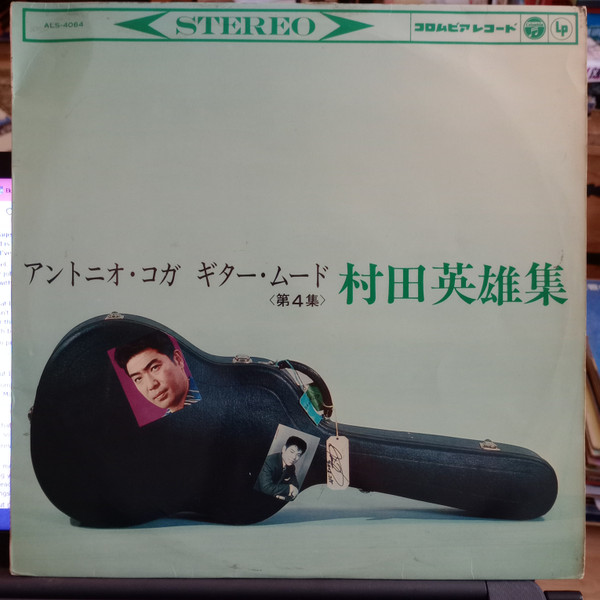 STEREO
ALS-4064
コロムビアレコード
LP
アントニオ・コガ ギター・ムード 村田英雄集
〈第4集〉